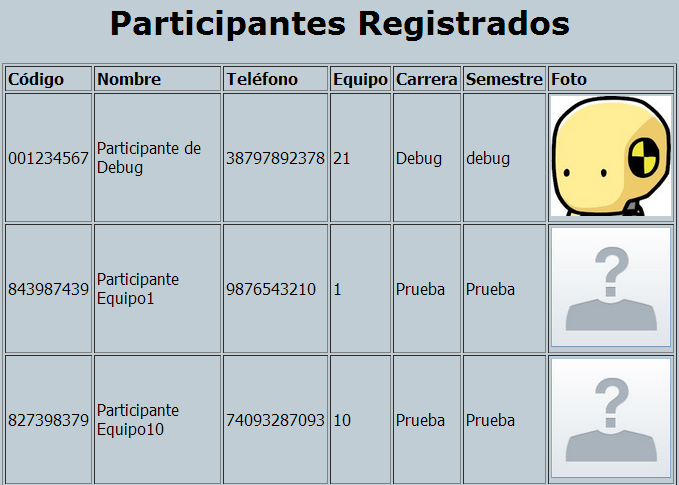 Participantes Registrados
Código Nombre Teléfono Equipo Carrera Semestre Foto
001234567 Participante de Debug 38797892378 21 Debug debug
843987439 Participante Equipo1 9876543210 1 Prueba Prueba
?
827398379 Participante Equipo10 74093287093 10 Prueba Prueba
?